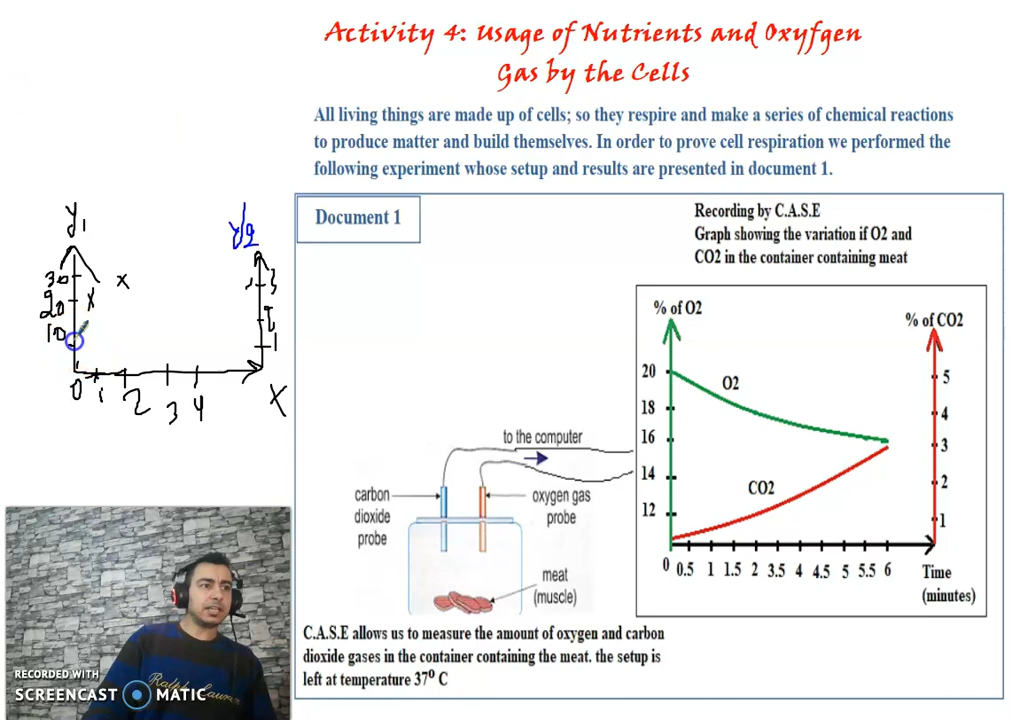 Activity 4: Usage of Nutrients and Oxyfgen
Gas by the Cells
All living things are made up of cells; so they respire and make a series of chemical reactions
to produce matter and build themselves. In order to prove cell respiration we performed the
following experiment whose setup and results are presented in document 1.
Y1
Y2
30
20
10
3
2
1
0 1 2 3 4
X
X
X
Document 1
Recording by C.A.S.E
Graph showing the variation if O2 and
CO2 in the container containing meat
to the computer
carbon
dioxide
probe
oxygen gas
probe
meat
(muscle)
% of O2
% of CO2
20
18
16
14
12
O2
CO2
5
4
3
2
1
0 0.5 1 1.5 2 3.5 4 4.5 5 5.5 6
Time
(minutes)
C.A.S.E allows us to measure the amount of oxygen and carbon
dioxide gases in the container containing the meat. the setup is
left at temperature 37⁰ C
RECORDED WITH
SCREENCAST MATIC
Ralph Lauren